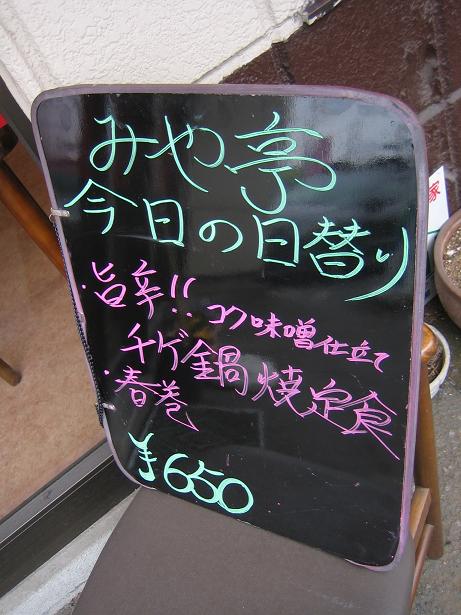 みや亭
今日の日替り
・旨辛!! コク味噌仕立て
チゲ鍋焼定食
・春巻
¥650
家